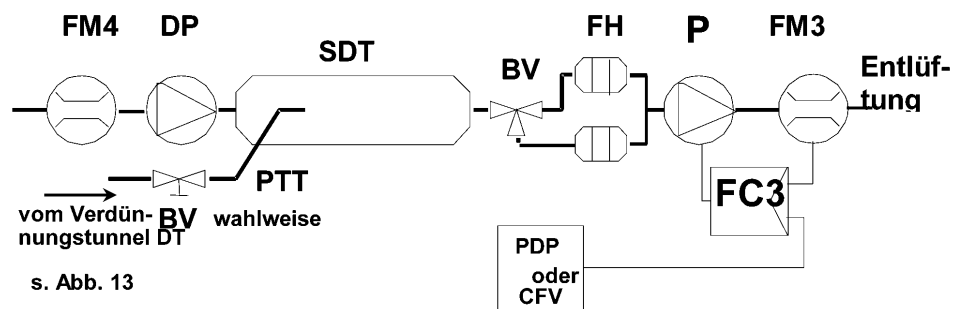 FM4
DP
SDT
BV
FH
P
FM3
Entlüf-
tung
PTT
FC3
vom Verdün-
nungstunnel DT
BV
wahlweise
s. Abb. 13
PDP
oder
CFV